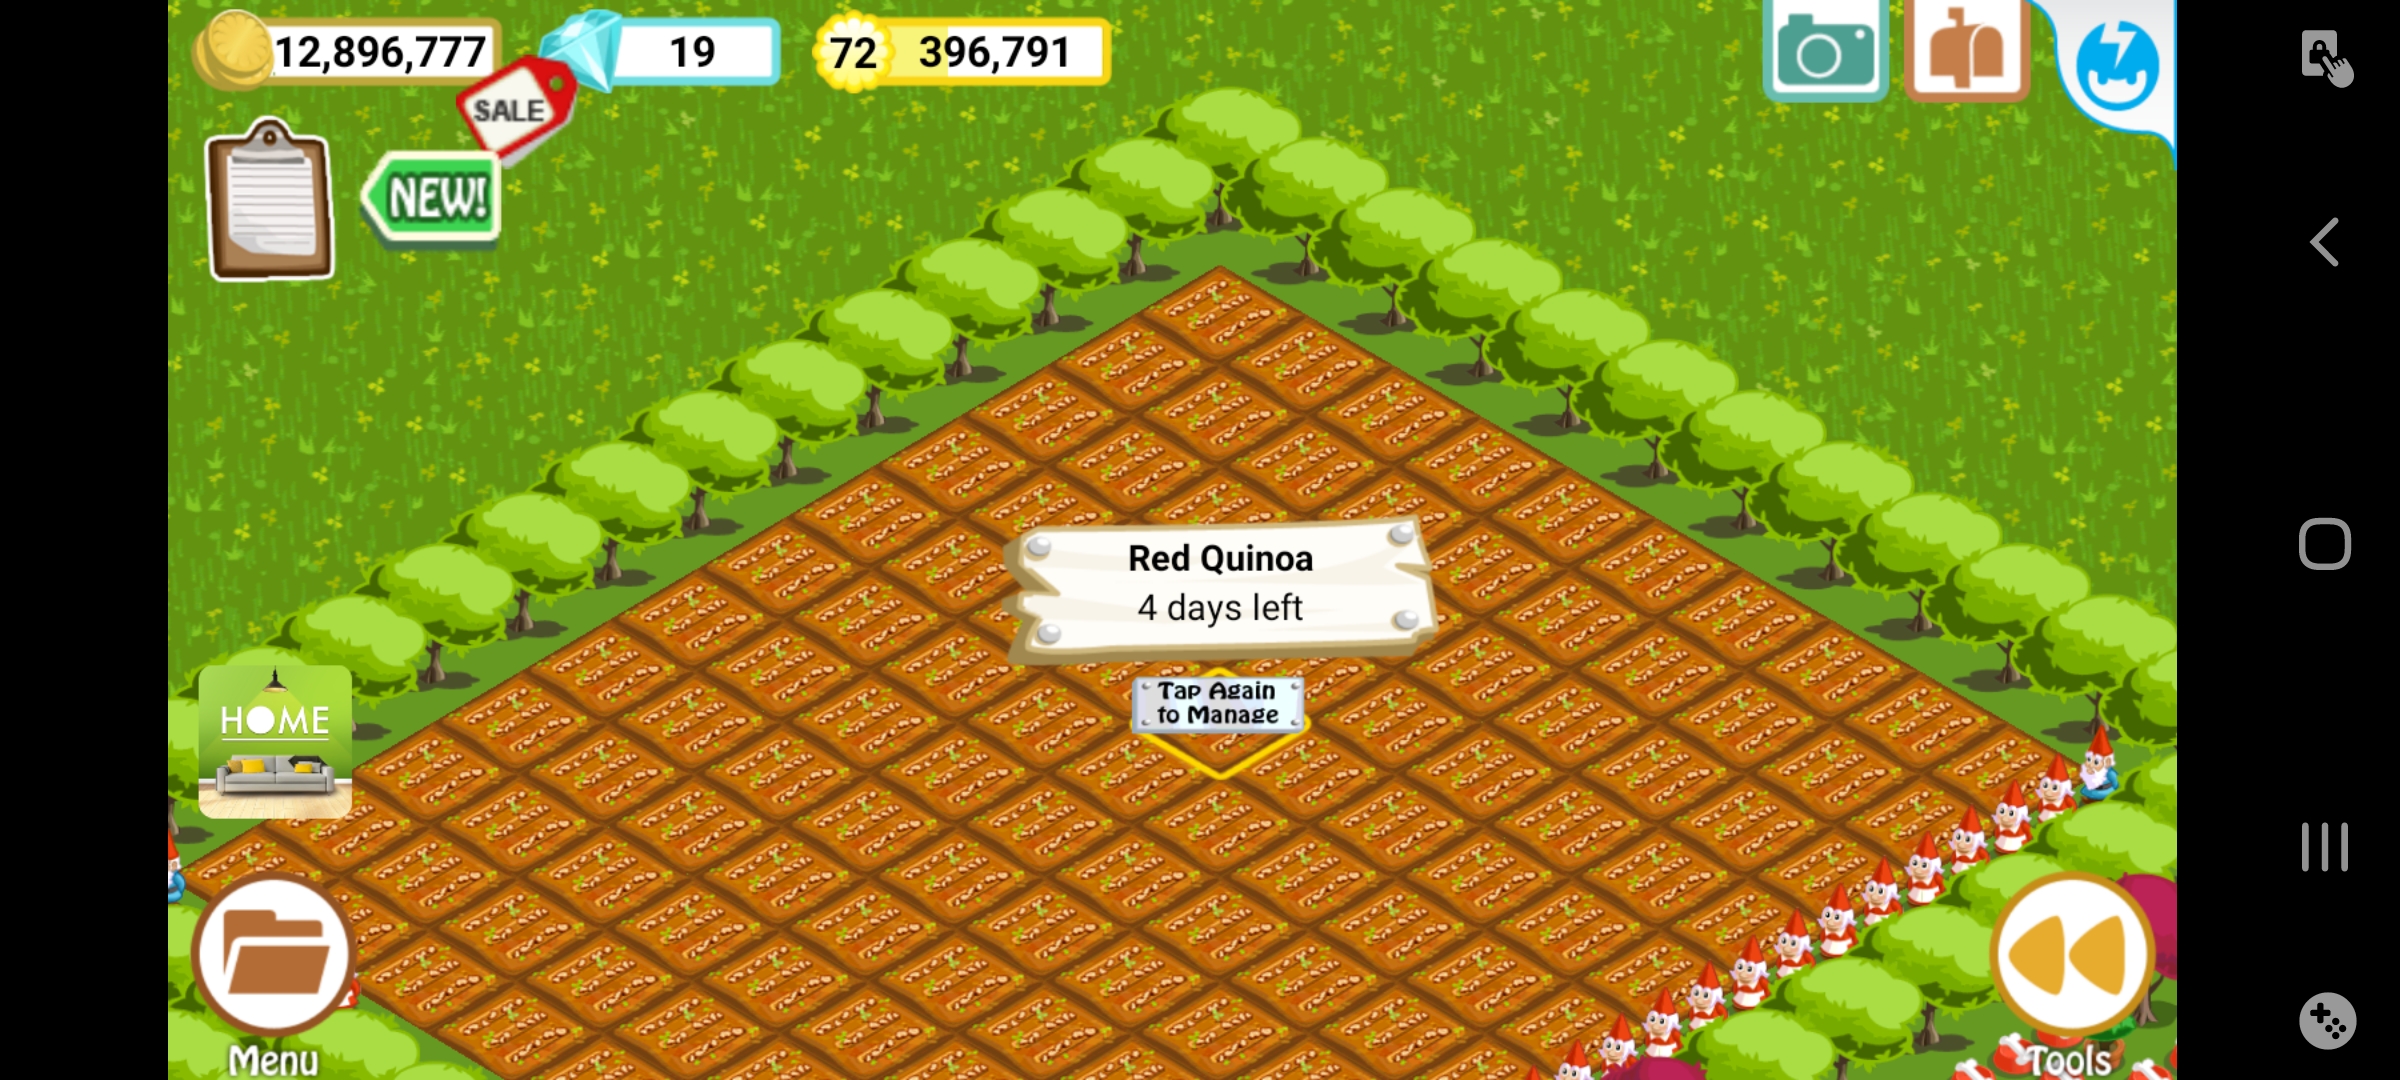 12,896,777
19
72
396,791
SALE
NEW!
Red Quinoa
4 days left
Tap Again
to Manage
HOME
Menu
Tools